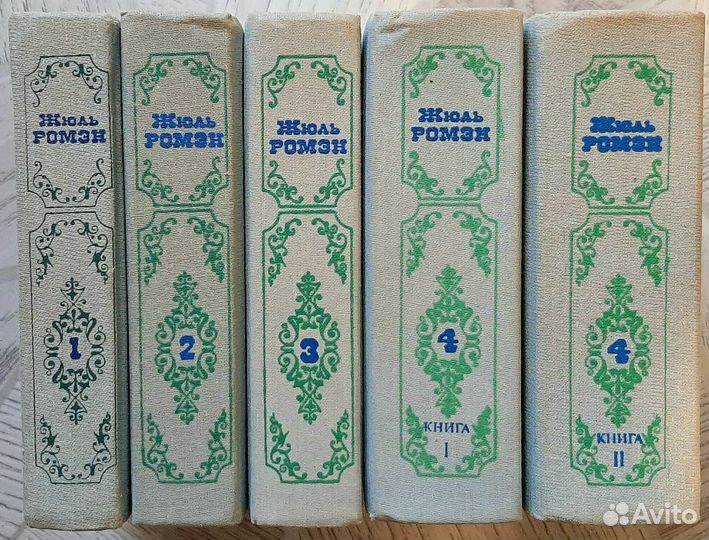 Жюль
РОМЭН
1
Жюль
РОМЭН
2
Жюль
РОМЭН
3
Жюль
РОМЭН
4
КНИГА
I
Жюль
РОМЭН
4
КНИГА
II
Avito